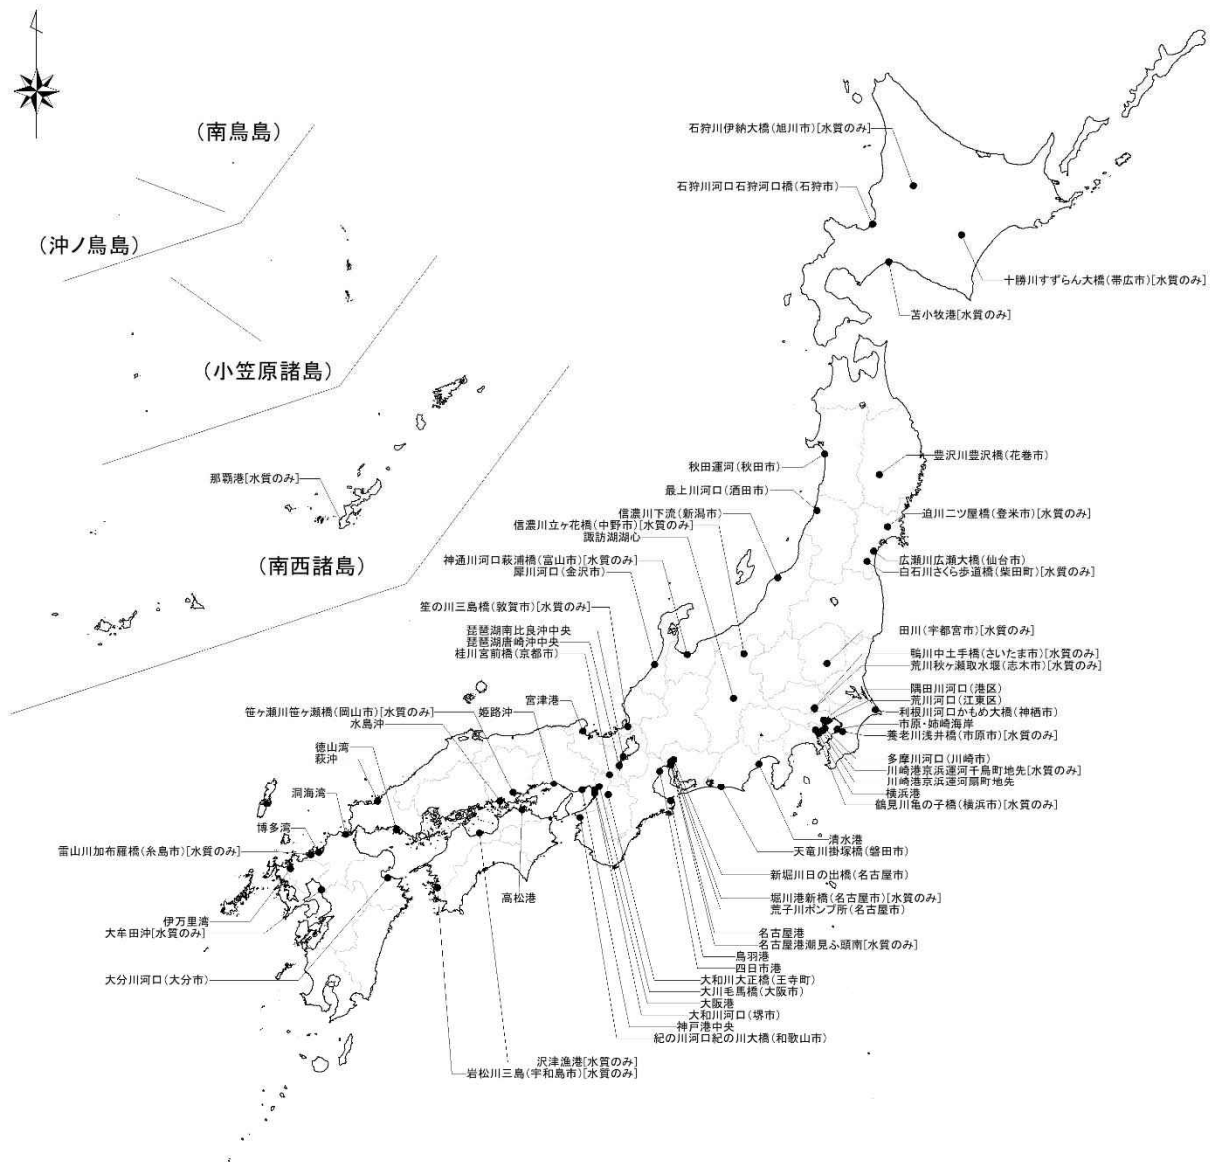 (南鳥島)
(沖ノ鳥島)
(小笠原諸島)
(南西諸島)
那覇港[水質のみ]
石狩川伊納大橋(旭川市)[水質のみ]
石狩川河口石狩河口橋(石狩市)
十勝川すずらん大橋(帯広市)[水質のみ]
苫小牧港[水質のみ]
豊沢川豊沢橋(花巻市)
秋田運河(秋田市)
最上川河口(酒田市)
迫川二ツ屋橋(登米市)[水質のみ]
信濃川下流(新潟市)
信濃川立ヶ花橋(中野市)[水質のみ]
諏訪湖湖心
広瀬川広瀬大橋(仙台市)
白石川さくら歩道橋(柴田町)[水質のみ]
神通川河口萩浦橋(富山市)[水質のみ]
犀川河口(金沢市)
笙の川三島橋(敦賀市)[水質のみ]
琵琶湖南比良沖中央
琵琶湖唐崎沖中央
桂川宮前橋(京都市)
田川(宇都宮市)[水質のみ]
鴨川中土手橋(さいたま市)[水質のみ]
荒川秋ヶ瀬取水堰(志木市)[水質のみ]
隅田川河口(港区)
荒川河口(江東区)
利根川河口かもめ大橋(神栖市)
市原・姉崎海岸
養老川浅井橋(市原市)[水質のみ]
宮津港
笹ヶ瀬川笹ヶ瀬橋(岡山市)[水質のみ]
姫路沖
水島沖
徳山湾
萩沖
洞海湾
博多湾
雷山川加布羅橋(糸島市)[水質のみ]
多摩川河口(川崎市)
川崎港京浜運河千鳥町地先[水質のみ]
川崎港京浜運河扇町地先
横浜港
鶴見川亀の子橋(横浜市)[水質のみ]
清水港
天竜川掛塚橋(磐田市)
新堀川日の出橋(名古屋市)
堀川港新橋(名古屋市)[水質のみ]
荒子川ポンプ所(名古屋市)
高松港
伊万里湾
大牟田沖[水質のみ]
名古屋港
名古屋港潮見ふ頭南[水質のみ]
鳥羽港
四日市港
大分川河口(大分市)
大和川大正橋(王寺町)
大川毛馬橋(大阪市)
大阪港
大和川河口(堺市)
神戸港中央
紀の川河口紀の川大橋(和歌山市)
沢津漁港[水質のみ]
岩松川三島(宇和島市)[水質のみ]